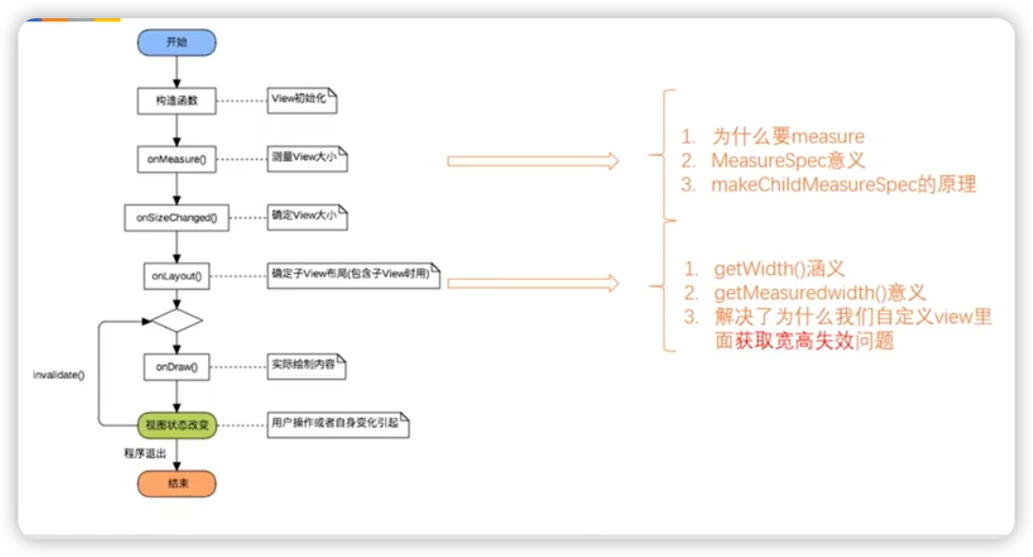 开始
构造函数
View初始化
onMeasure()
测量View大小
onSizeChanged()
确定View大小
onLayout()
确定子View布局(包含子View时用)
onDraw()
实际绘制内容
invalidate()
视图状态改变
用户操作或者自身变化引起
程序退出
结束
1. 为什么要measure
2. MeasureSpec意义
3. makeChildMeasureSpec的原理
1. getWidth()涵义
2. getMeasuredwidth()意义
3. 解决了为什么我们自定义view里
面获取宽高失效问题